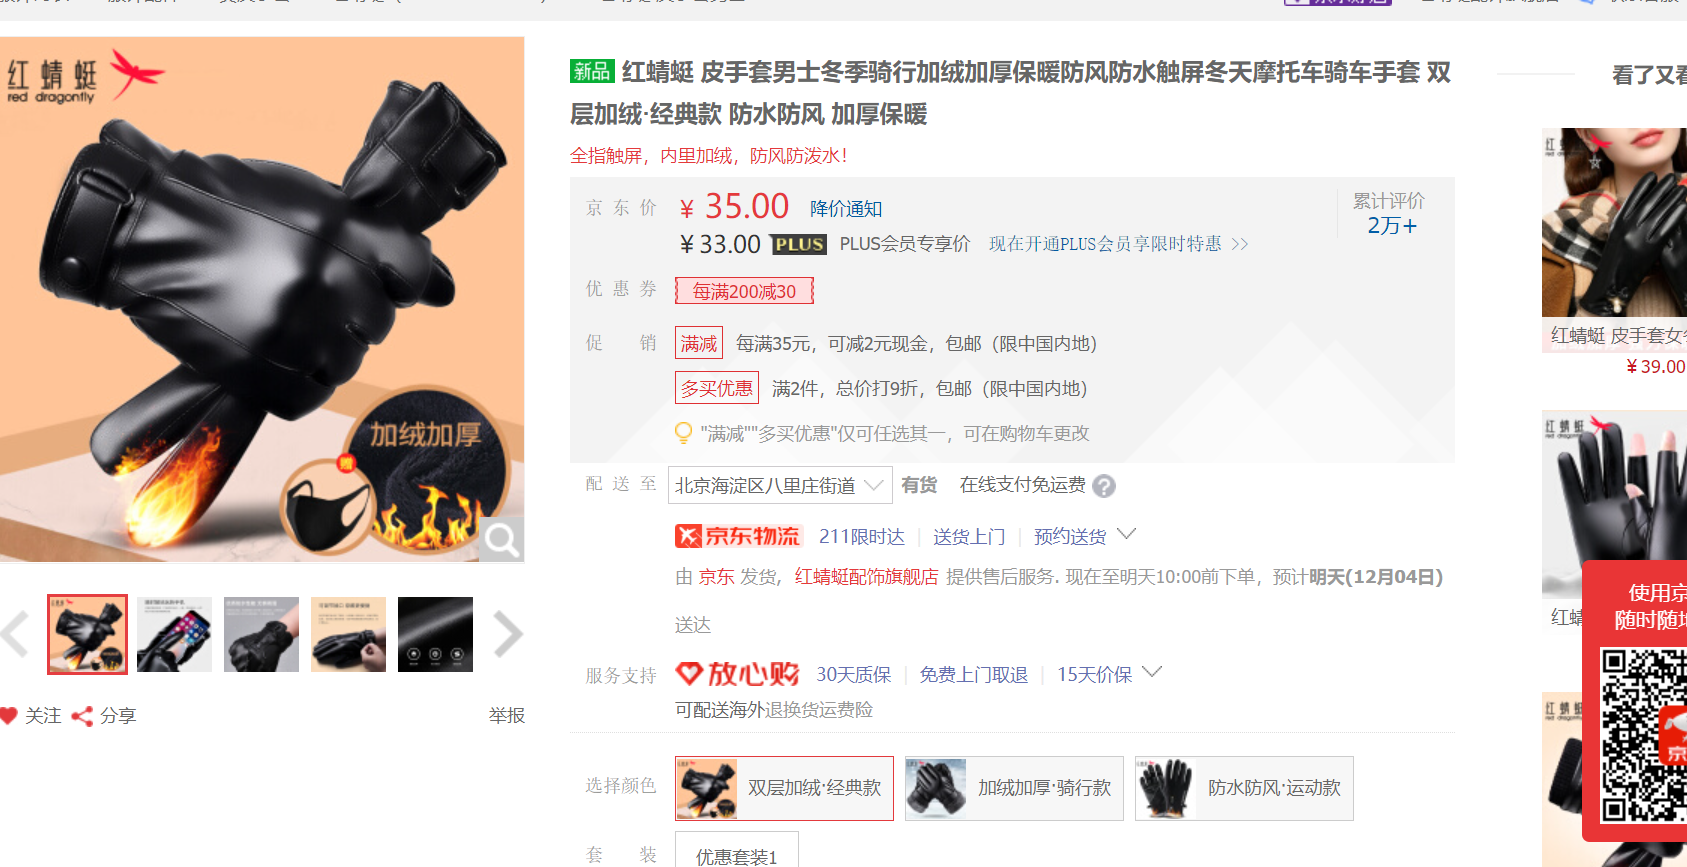 红蜻蜓
red dragonfly
加绒加厚
赠
关注
分享
举报
新品 红蜻蜓 皮手套男士冬季骑行加绒加厚保暖防风防水触屏冬天摩托车骑车手套 双
层加绒·经典款 防水防风 加厚保暖
全指触屏，内里加绒，防风防泼水！
京东价 ¥ 35.00 降价通知
累计评价
2万+
¥33.00 PLUS PLUS会员专享价 现在开通PLUS会员享限时特惠 >>
优惠券 每满200减30
促销 满减 每满35元，可减2元现金，包邮（限中国内地）
多买优惠 满2件，总价打9折，包邮（限中国内地）
"满减""多买优惠"仅可任选其一，可在购物车更改
配送至 北京海淀区八里庄街道 有货 在线支付免运费 ?
京东物流 211限时达 送货上门 预约送货
由 京东 发货，红蜻蜓配饰旗舰店 提供售后服务. 现在至明天10:00前下单，预计明天(12月04日)
送达
服务支持 放心购 30天质保 免费上门取退 15天价保
可配送海外退换货运费险
选择颜色 双层加绒·经典款 加绒加厚·骑行款 防水防风·运动款
套装 优惠套装1
看了又
红蜻蜓 皮手套女
¥39.00
红蜻
使用京
随时随
京